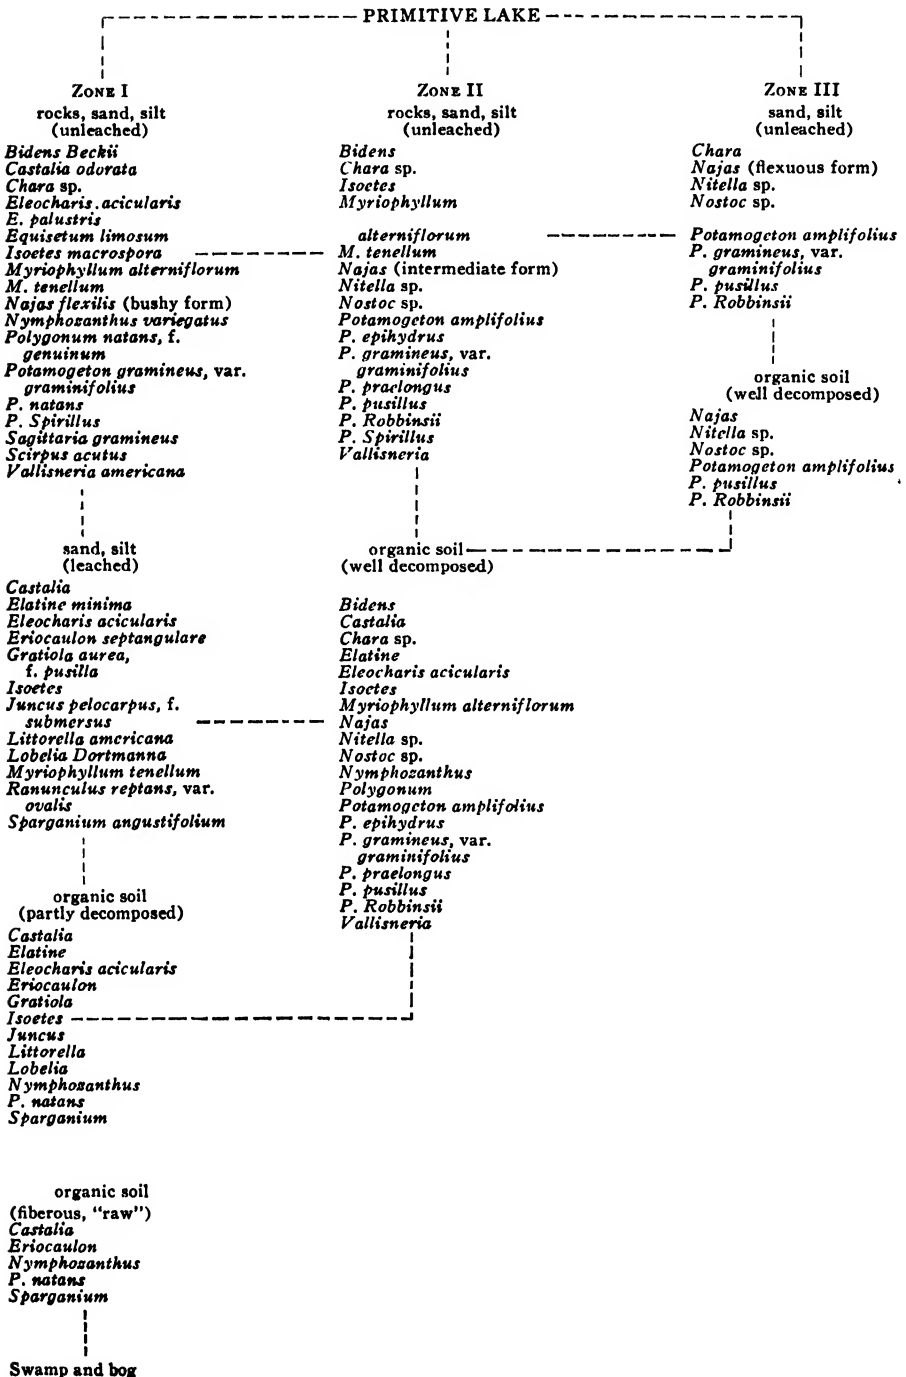 PRIMITIVE LAKE
ZONE I
rocks, sand, silt
(unleached)
Bidens Beckii
Castalia odorata
Chara sp.
Eleocharis acicularis
E. palustris
Equisetum limosum
Isoetes macrospora
Myriophyllum alterniflorum
M. tenellum
Najas flexilis (bushy form)
Nymphozanthus variegatus
Polygonum natans, f.
genuinum
Potamogeton gramineus, var.
graminifolius
P. natans
P. Spirillus
Sagittaria gramineus
Scirpus acutus
Vallisneria americana
sand, silt
(leached)
Castalia
Elatine minima
Eleocharis acicularis
Eriocaulon septangulare
Gratiola aurea,
f. pusilla
Isoetes
Juncus pelocarpus, f.
submersus
Littorella americana
Lobelia Dortmanna
Myriophyllum tenellum
Ranunculus reptans, var.
ovalis
Sparganium angustifolium
organic soil
(partly decomposed)
Castalia
Elatine
Eleocharis acicularis
Eriocaulon
Gratiola
Isoetes
Juncus
Littorella
Lobelia
Nymphozanthus
P. natans
Sparganium
organic soil
(fiberous, "raw")
Castalia
Eriocaulon
Nymphozanthus
P. natans
Sparganium
Swamp and bog
ZONE II
rocks, sand, silt
(unleached)
Bidens
Chara sp.
Isoetes
Myriophyllum
alterniflorum
M. tenellum
Najas (intermediate form)
Nitella sp.
Nostoc sp.
Potamogeton amplifolius
P. epihydrus
P. gramineus, var.
graminifolius
P. praelongus
P. pusillus
P. Robbinsii
P. Spirillus
Vallisneria
organic soil
(well decomposed)
Bidens
Castalia
Chara sp.
Elatine
Eleocharis acicularis
Isoetes
Myriophyllum alterniflorum
Najas
Nitella sp.
Nostoc sp.
Nymphozanthus
Polygonum
Potamogeton amplifolius
P. epihydrus
P. gramineus, var.
graminifolius
P. praelongus
P. pusillus
P. Robbinsii
Vallisneria
ZONE III
sand, silt
(unleached)
Chara
Najas (flexuous form)
Nitella sp.
Nostoc sp.
Potamogeton amplifolius
P. gramineus, var.
graminifolius
P. pusillus
P. Robbinsii
organic soil
(well decomposed)
Najas
Nitella sp.
Nostoc sp.
Potamogeton amplifolius
P. pusillus
P. Robbinsii